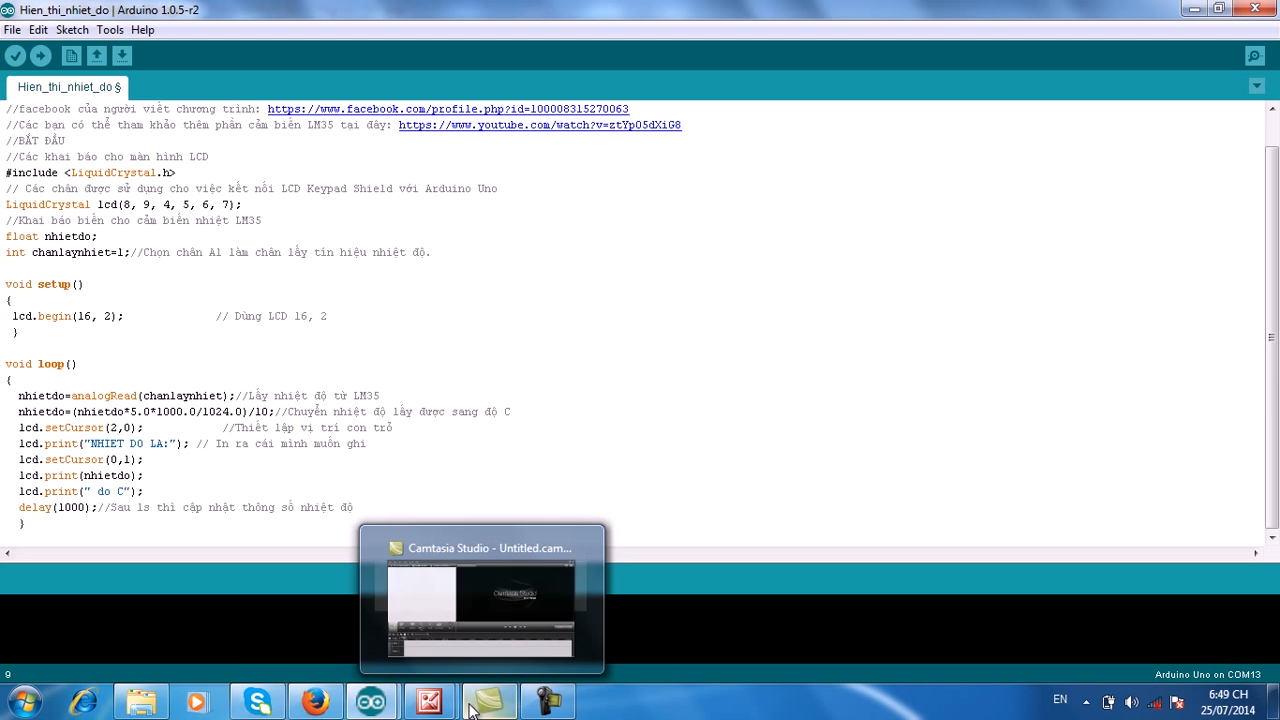 Hien_thi_nhiet_do | Arduino 1.0.5-r2
File Edit Sketch Tools Help
Hien_thi_nhiet_do §
//facebook của người viết chương trình: https://www.facebook.com/profile.php?id=100008315270063
//Các bạn có thể tham khảo thêm phần cảm biến LM35 tại đây: https://www.youtube.com/watch?v=ztYp05dXiG8
//BẮT ĐẦU
//Các khai báo cho màn hình LCD
#include <LiquidCrystal.h>
// Các chân được sử dụng cho việc kết nối LCD Keypad Shield với Arduino Uno
LiquidCrystal lcd(8, 9, 4, 5, 6, 7);
//Khai báo biến cho cảm biến nhiệt LM35
float nhietdo;
int chanlaynhiet=1;//Chọn chân A1 làm chân lấy tín hiệu nhiệt độ.
void setup()
{
lcd.begin(16, 2); // Dùng LCD 16, 2
}
void loop()
{
nhietdo=analogRead(chanlaynhiet);//Lấy nhiệt độ từ LM35
nhietdo=(nhietdo*5.0*1000.0/1024.0)/10;//Chuyển nhiệt độ lấy được sang độ C
lcd.setCursor(2,0); //Thiết lập vị trí con trỏ
lcd.print("NHIET DO LA:"); // In ra cái mình muốn ghi
lcd.setCursor(0,1);
lcd.print(nhietdo);
lcd.print(" do C");
delay(1000);//Sau 1s thì cập nhật thông số nhiệt độ
}
Camtasia Studio - Untitled.cam...
Camtasia Studio
9
Arduino Uno on COM13
EN
6:49 CH
25/07/2014